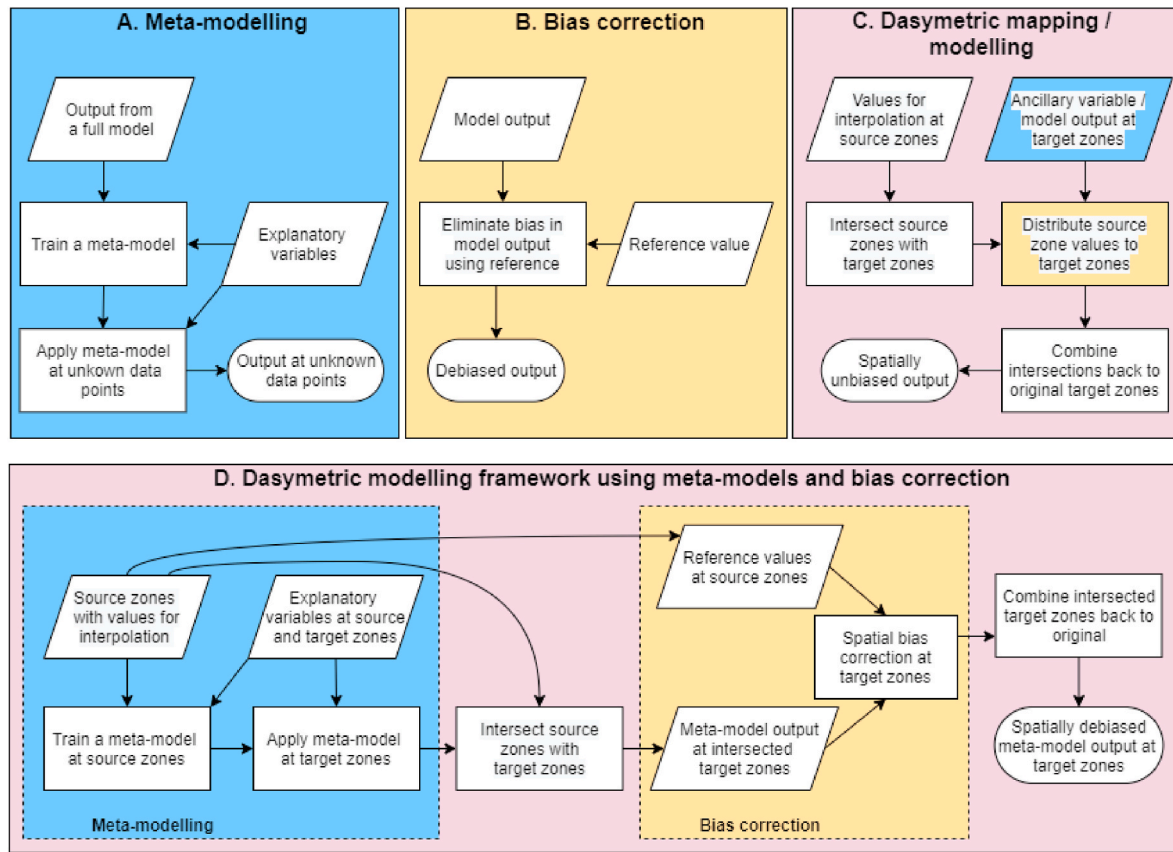 A. Meta-modelling
Output from
a full model
Train a meta-model
Explanatory
variables
Apply meta-model
at unkown data
points
Output at unknown
data points
B. Bias correction
Model output
Eliminate bias in
model output
using reference
Reference value
Debiased output
C. Dasymetric mapping /
modelling
Values for
interpolation at
source zones
Ancillary variable /
model output at
target zones
Intersect source
zones with
target zones
Distribute source
zone values to
target zones
Spatially
unbiased output
Combine
intersections back to
original target zones
D. Dasymetric modelling framework using meta-models and bias correction
Source zones
with values for
interpolation
Explanatory
variables at source
and target zones
Train a meta-model
at source zones
Apply meta-model
at target zones
Meta-modelling
Intersect source
zones with
target zones
Reference values
at source zones
Meta-model output
at intersected
target zones
Spatial bias
correction at
target zones
Bias correction
Combine intersected
target zones back to
original
Spatially debiased
meta-model output at
target zones